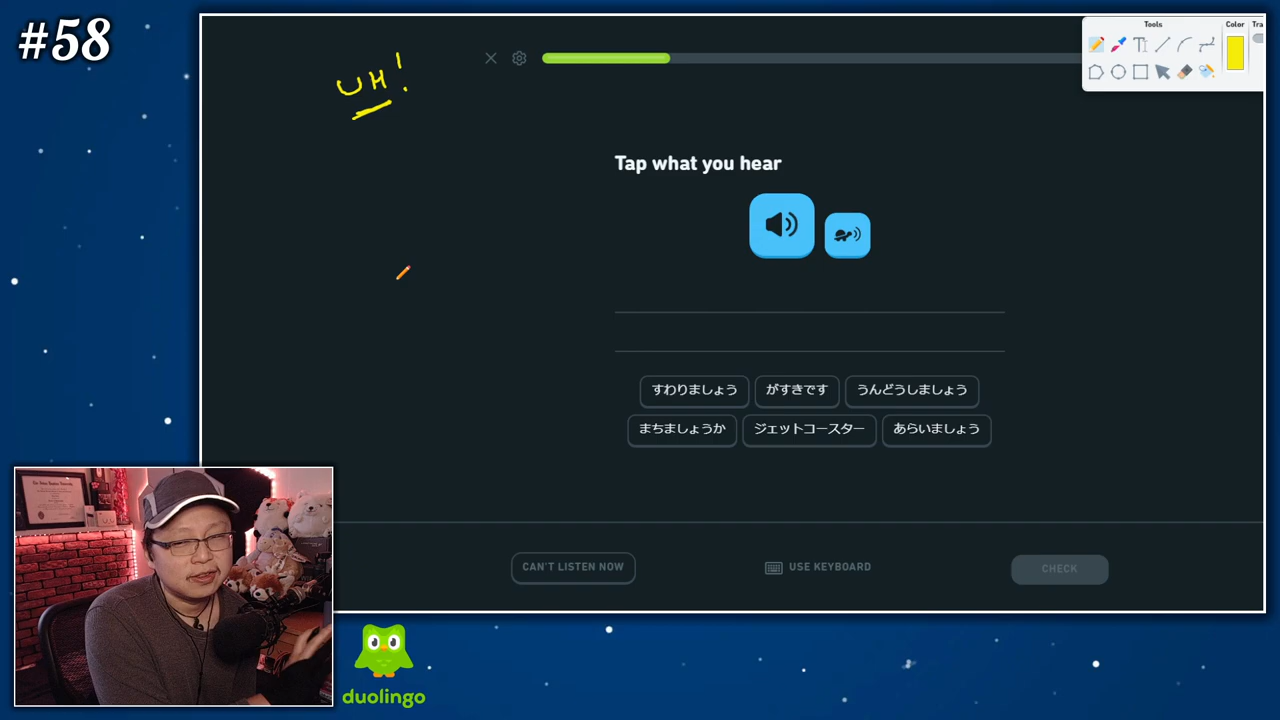 #58
UH!
Tools
Color
Tra
Tap what you hear
すわりましょう
がすきです
うんどうしましょう
まちましょうか
ジェットコースター
あらいましょう
CAN'T LISTEN NOW
USE KEYBOARD
CHECK
duolingo